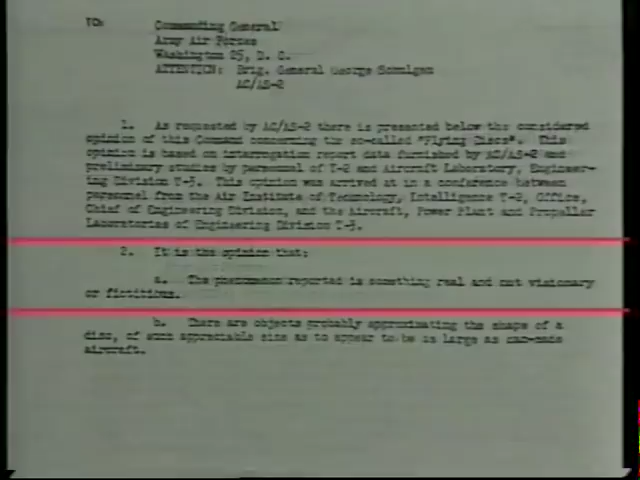 TO: Commanding General
Army Air Forces
Washington 25, D. C.
ATTENTION: Brig. General George Schulgen
AC/AS-2
1. As requested by AC/AS-2 there is presented below the considered
opinion of this Command concerning the so-called "Flying Discs". This
opinion is based on interrogation report data furnished by AC/AS-2 and
preliminary studies by personnel of T-2 and Aircraft Laboratory, Engineer-
ing Division T-3. This opinion was arrived at in a conference between
personnel from the Air Institute of Technology, Intelligence T-2, Office,
Chief of Engineering Division, and the Aircraft, Power Plant and Propeller
Laboratories of Engineering Division T-3.
2. It is the opinion that:
a. The phenomenon reported is something real and not visionary
or fictitious.
b. There are objects probably approximating the shape of a
disc, of such appreciable size as to appear to be as large as man-made
aircraft.